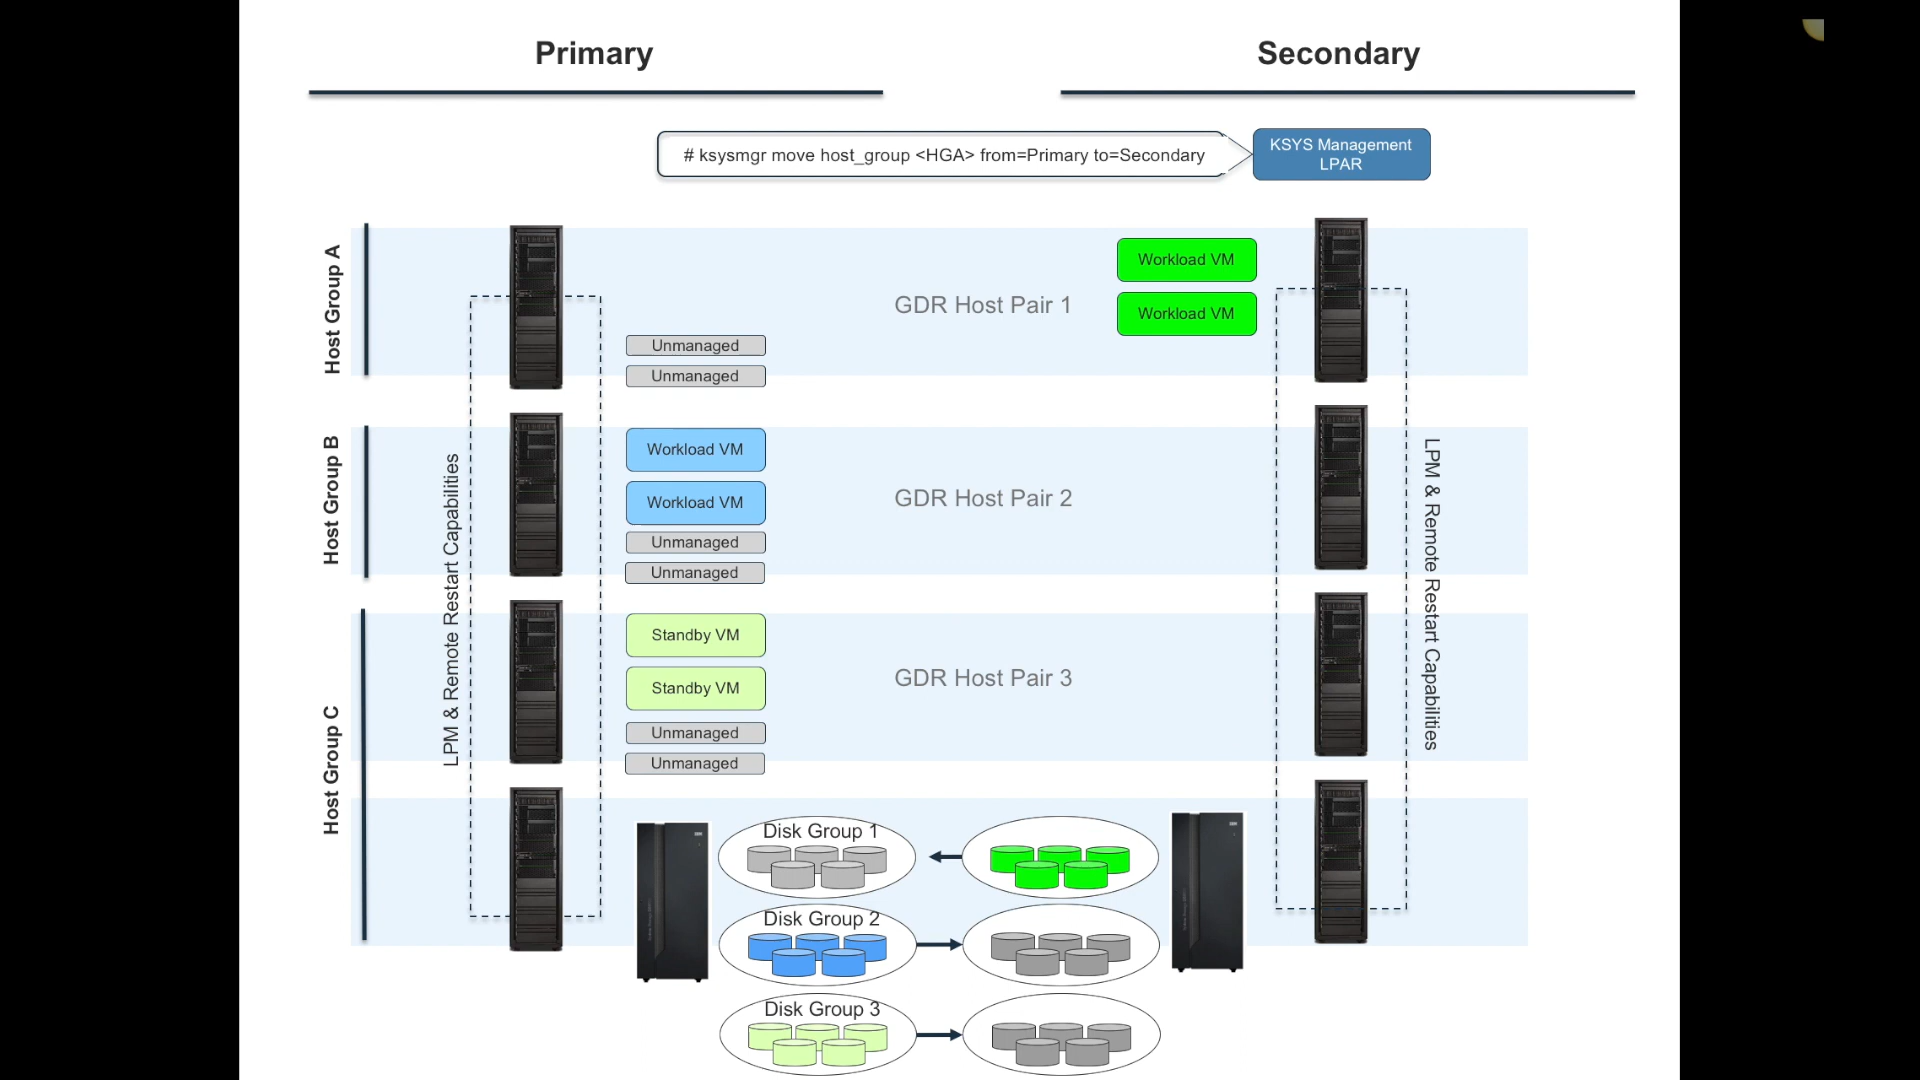 Primary
Secondary
# ksysmgr move host_group <HGA> from=Primary to=Secondary
KSYS Management
LPAR
Host Group A
Workload VM
GDR Host Pair 1
Workload VM
Unmanaged
Unmanaged
Host Group B
LPM & Remote Restart Capabilities
Workload VM
Workload VM
GDR Host Pair 2
Unmanaged
Unmanaged
LPM & Remote Restart Capabilities
Host Group C
Standby VM
Standby VM
GDR Host Pair 3
Unmanaged
Unmanaged
Disk Group 1
Disk Group 2
Disk Group 3